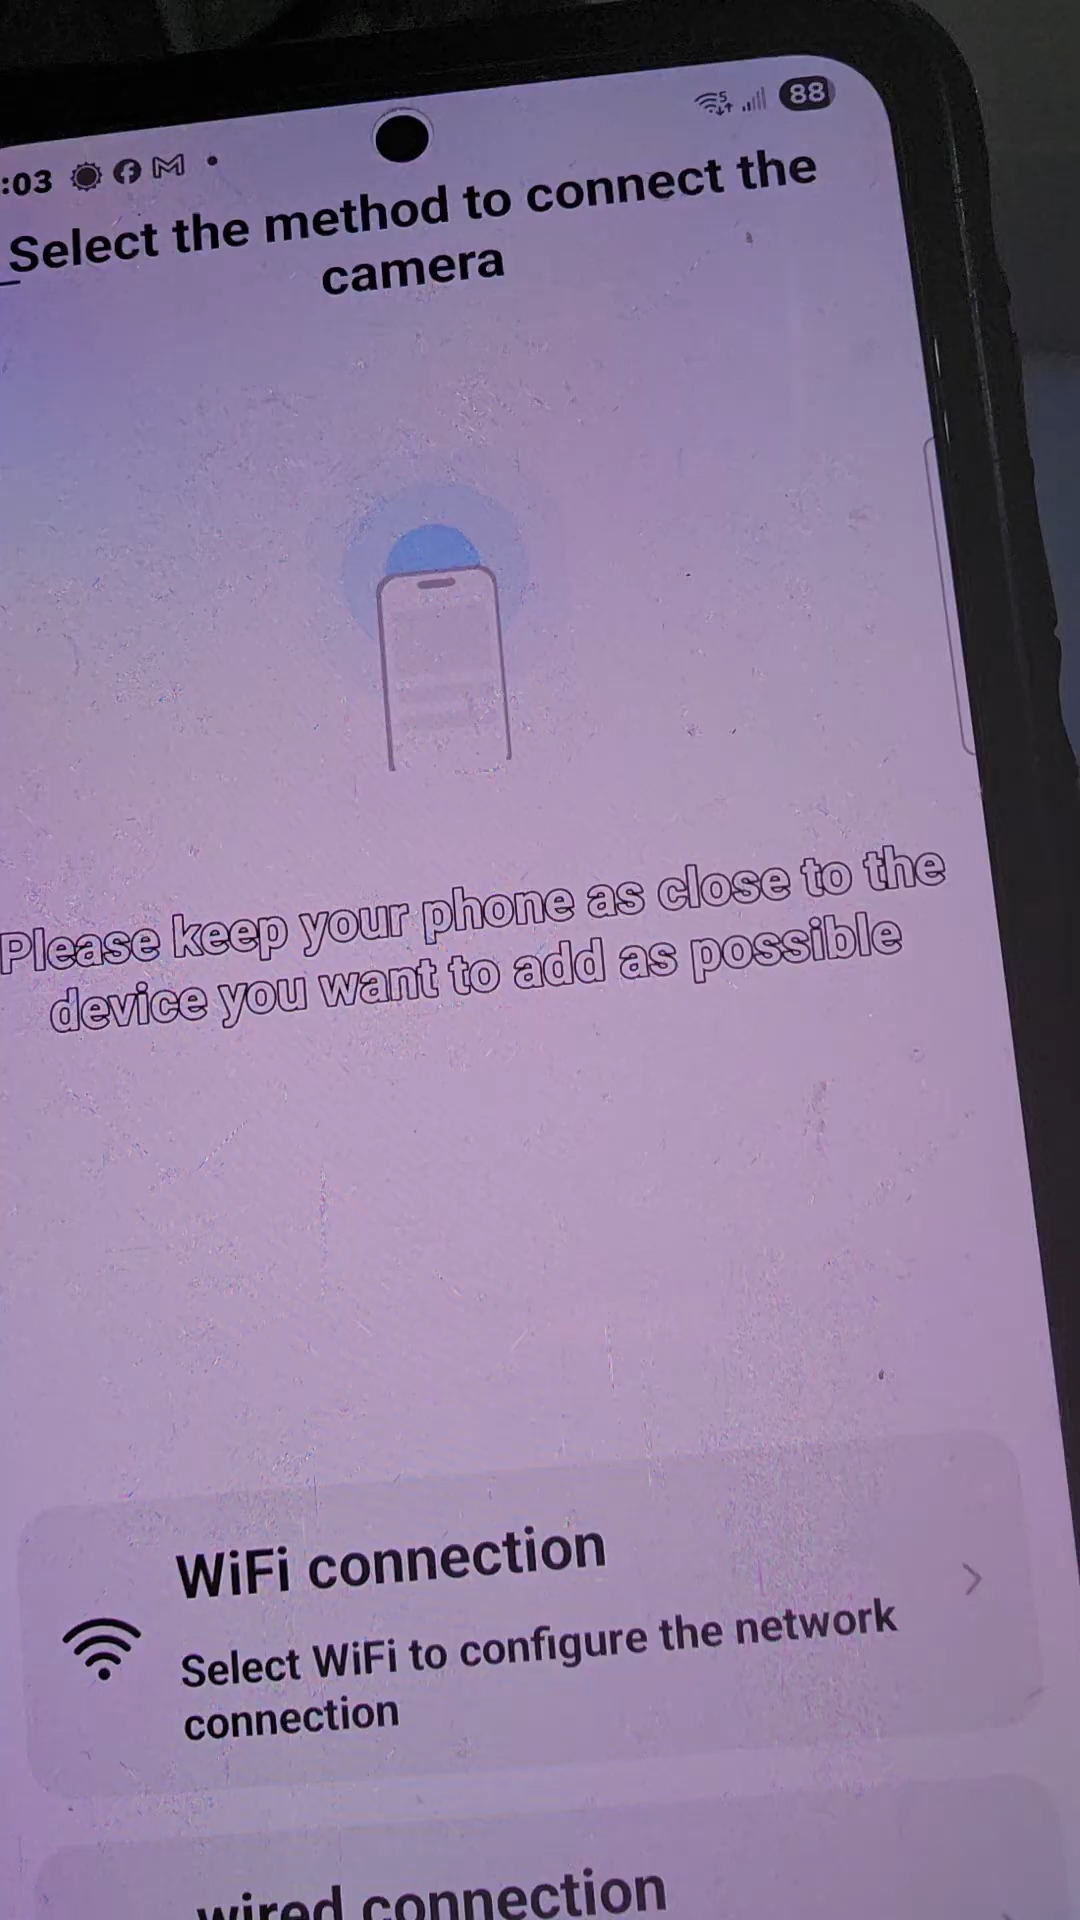 :03 88
Select the method to connect the
camera
Please keep your phone as close to the
device you want to add as possible
WiFi connection
Select WiFi to configure the network
connection
wired connection